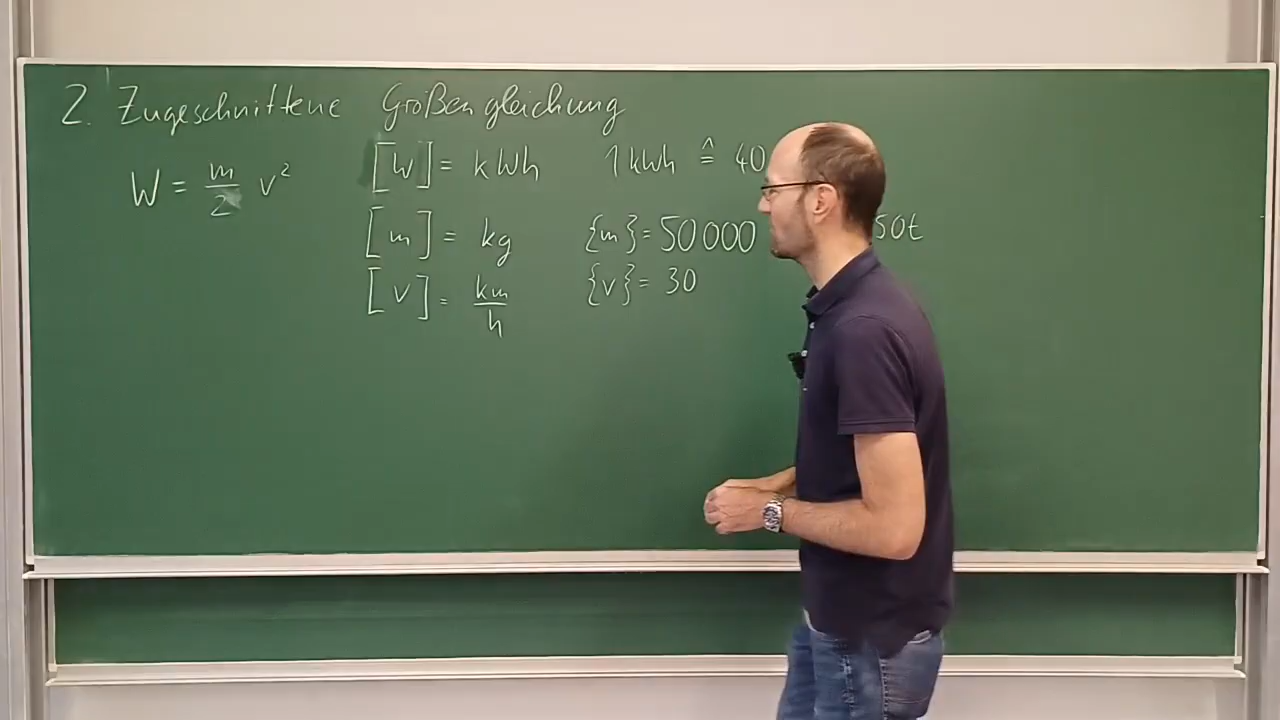 2. Zugeschnittene Größengleichung
W = m/2 v² [W] = kWh 1 kWh ≙ 40
[m] = kg {m} = 50 000 50t
[v] = km/h {v} = 30